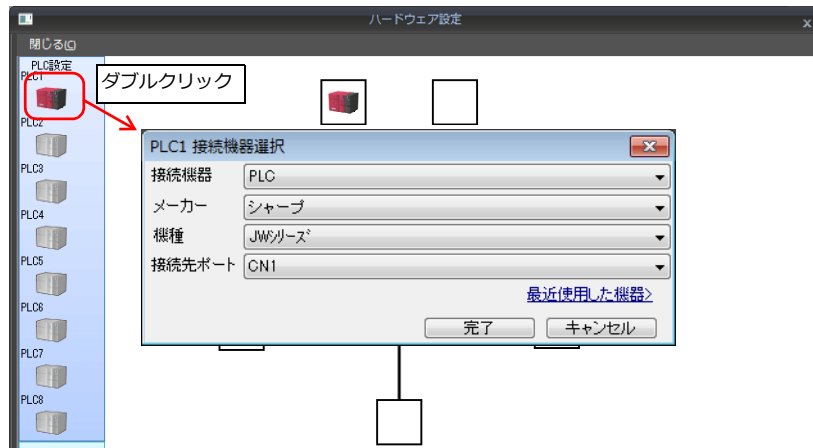 ハードウェア設定
x
閉じる(C)
PLC設定
PLC1
ダブルクリック
PLC2
PLC3
PLC4
PLC5
PLC6
PLC7
PLC8
PLC1 接続機器選択
接続機器 PLC
メーカー シャープ
機種 JWｼﾘｰｽﾞ
接続先ポート CN1
最近使用した機器>
完了 キャンセル